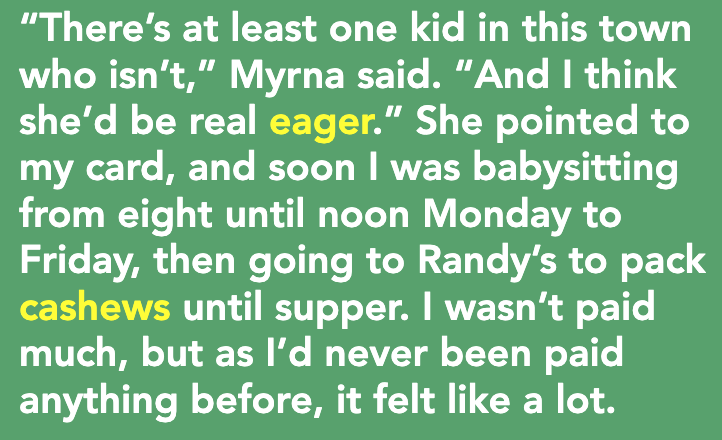 “There’s at least one kid in this town
who isn’t,” Myrna said. “And I think
she’d be real eager.” She pointed to
my card, and soon I was babysitting
from eight until noon Monday to
Friday, then going to Randy’s to pack
cashews until supper. I wasn’t paid
much, but as I’d never been paid
anything before, it felt like a lot.